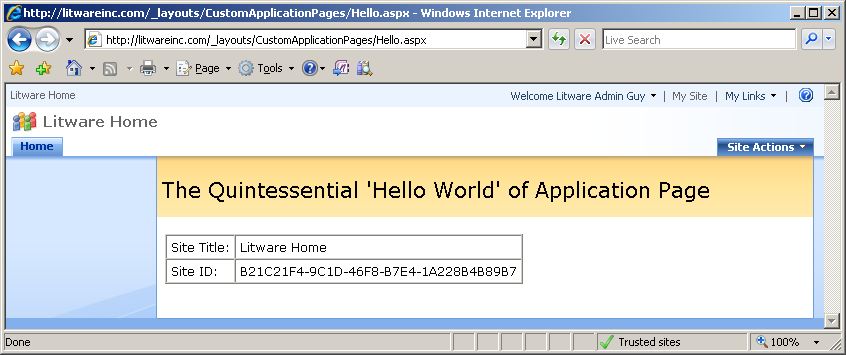 http://litwareinc.com/_layouts/CustomApplicationPages/Hello.aspx - Windows Internet Explorer
http://litwareinc.com/_layouts/CustomApplicationPages/Hello.aspx
Live Search
Page
Tools
Litware Home
Welcome Litware Admin Guy | My Site | My Links |
Litware Home
Home
Site Actions
The Quintessential 'Hello World' of Application Page
Site Title: Litware Home
Site ID: B21C21F4-9C1D-46F8-B7E4-1A228B4B89B7
Done
Trusted sites
100%